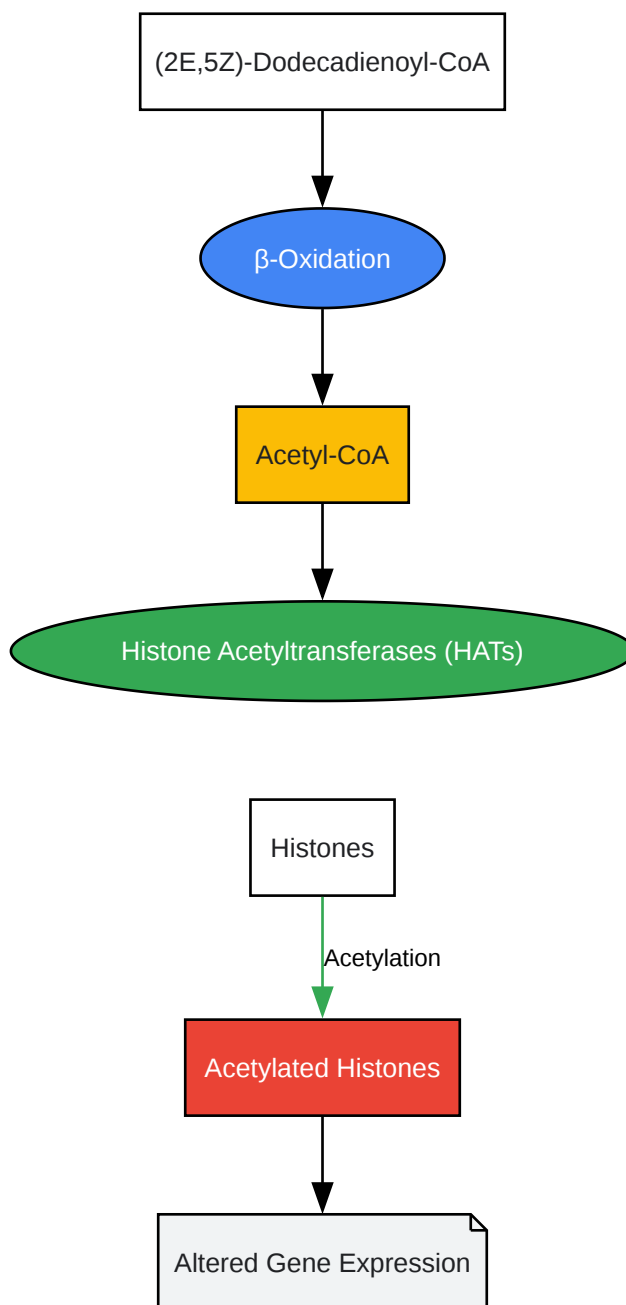 (2E,5Z)-Dodecadienoyl-CoA
β-Oxidation
Acetyl-CoA
Histone Acetyltransferases (HATs)
Histones
Acetylation
Acetylated Histones
Altered Gene Expression